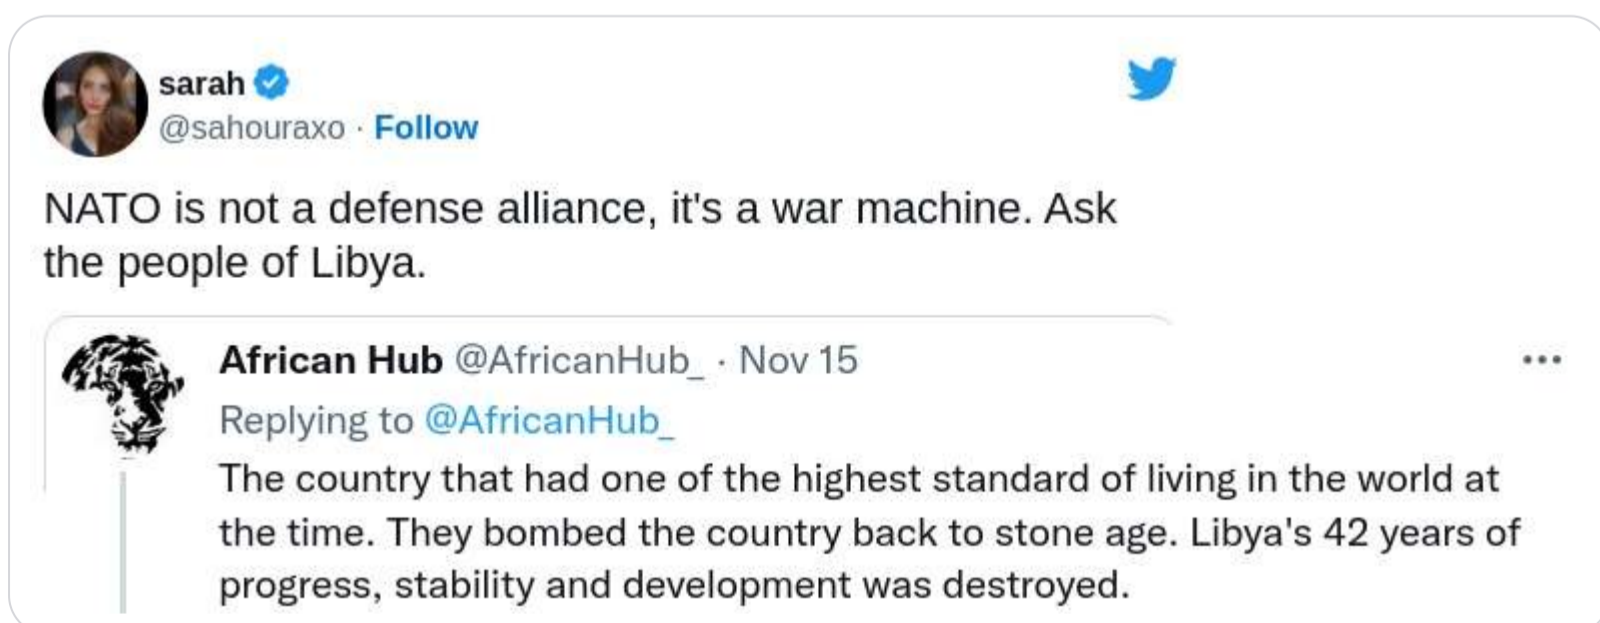 sarah
@sahouraxo · Follow
NATO is not a defense alliance, it's a war machine. Ask
the people of Libya.
African Hub @AfricanHub_ · Nov 15
Replying to @AfricanHub_
The country that had one of the highest standard of living in the world at
the time. They bombed the country back to stone age. Libya's 42 years of
progress, stability and development was destroyed.